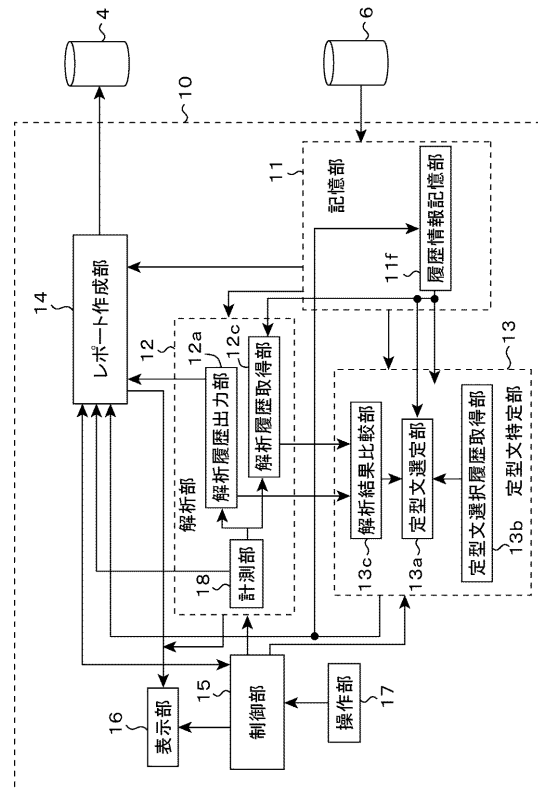 4
6
10
14
レポート作成部
11
記憶部
11f
履歴情報記憶部
12
解析部
12a
解析履歴出力部
12c
解析履歴取得部
18
計測部
13
定型文特定部
13c
解析結果比較部
13a
定型文選定部
13b
定型文選択履歴取得部
15
制御部
16
表示部
17
操作部